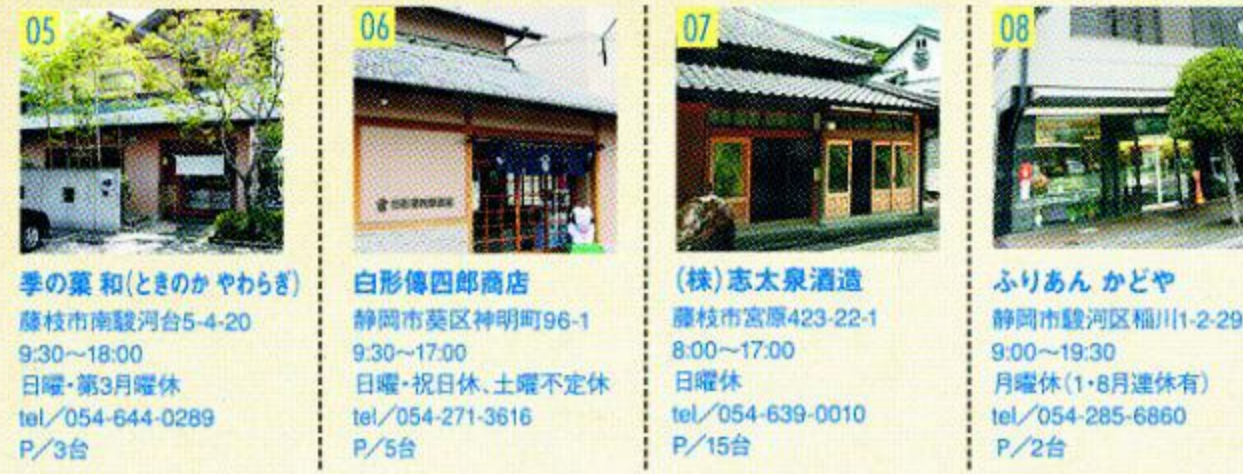 05
季の菓 和(ときのか やわらぎ)
藤枝市南駿河台5-4-20
9:30～18:00
日曜・第3月曜休
tel／054-644-0289
P／3台
06
白形傳四郎商店
静岡市葵区神明町96-1
9:30～17:00
日曜・祝日休、土曜不定休
tel／054-271-3616
P／5台
07
(株)志太泉酒造
藤枝市宮原423-22-1
8:00～17:00
日曜休
tel／054-639-0010
P／15台
08
ふりあん かどや
静岡市駿河区稲川1-2-29
9:00～19:30
月曜休(1・8月連休有)
tel／054-285-6860
P／2台